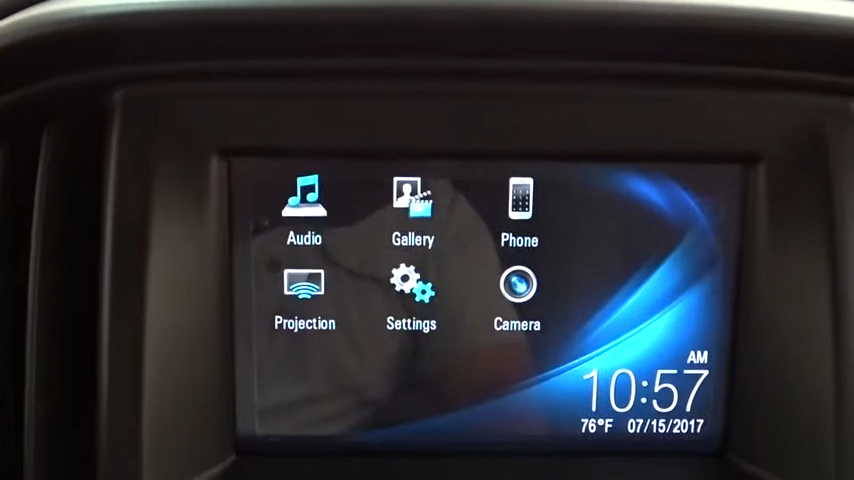 Audio
Gallery
Phone
Projection
Settings
Camera
AM
10:57
76°F 07/15/2017